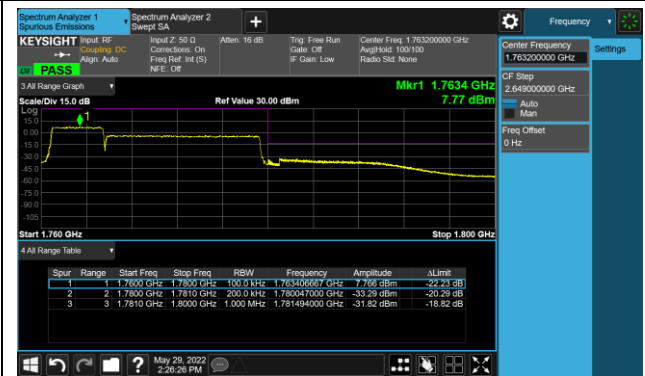 Spectrum Analyzer 1
Spurious Emissions
Spectrum Analyzer 2
Swept SA
+
Frequency
KEYSIGHT
Input: RF
Coupling: DC
Align: Auto
Input Z: 50 Ω
Corrections: On
Freq Ref: Int (S)
NFE: Off
Atten: 16 dB
Trig: Free Run
Gate: Off
IF Gain: Low
Center Freq: 1.763200000 GHz
Avg|Hold: 100/100
Radio Std: None
LW
PASS
Center Frequency
1.763200000 GHz
Settings
CF Step
2.649000000 GHz
Auto
Man
Freq Offset
0 Hz
3 All Range Graph
Mkr1 1.7634 GHz
Scale/Div 15.0 dB
Ref Value 30.00 dBm
7.77 dBm
Log
15.0
0.00
-15.0
-30.0
-45.0
-60.0
-75.0
-90.0
-105
1
Start 1.760 GHz
Stop 1.800 GHz
4 All Range Table
Spur Range Start Freq Stop Freq RBW Frequency Amplitude ΔLimit
1 1 1.7600 GHz 1.7800 GHz 100.0 kHz 1.763406667 GHz 7.766 dBm -22.23 dB
2 2 1.7800 GHz 1.7810 GHz 200.0 kHz 1.780047000 GHz -33.29 dBm -20.29 dB
3 3 1.7810 GHz 1.8000 GHz 1.000 MHz 1.781494000 GHz -31.82 dBm -18.82 dB
?
May 29, 2022
2:26:26 PM